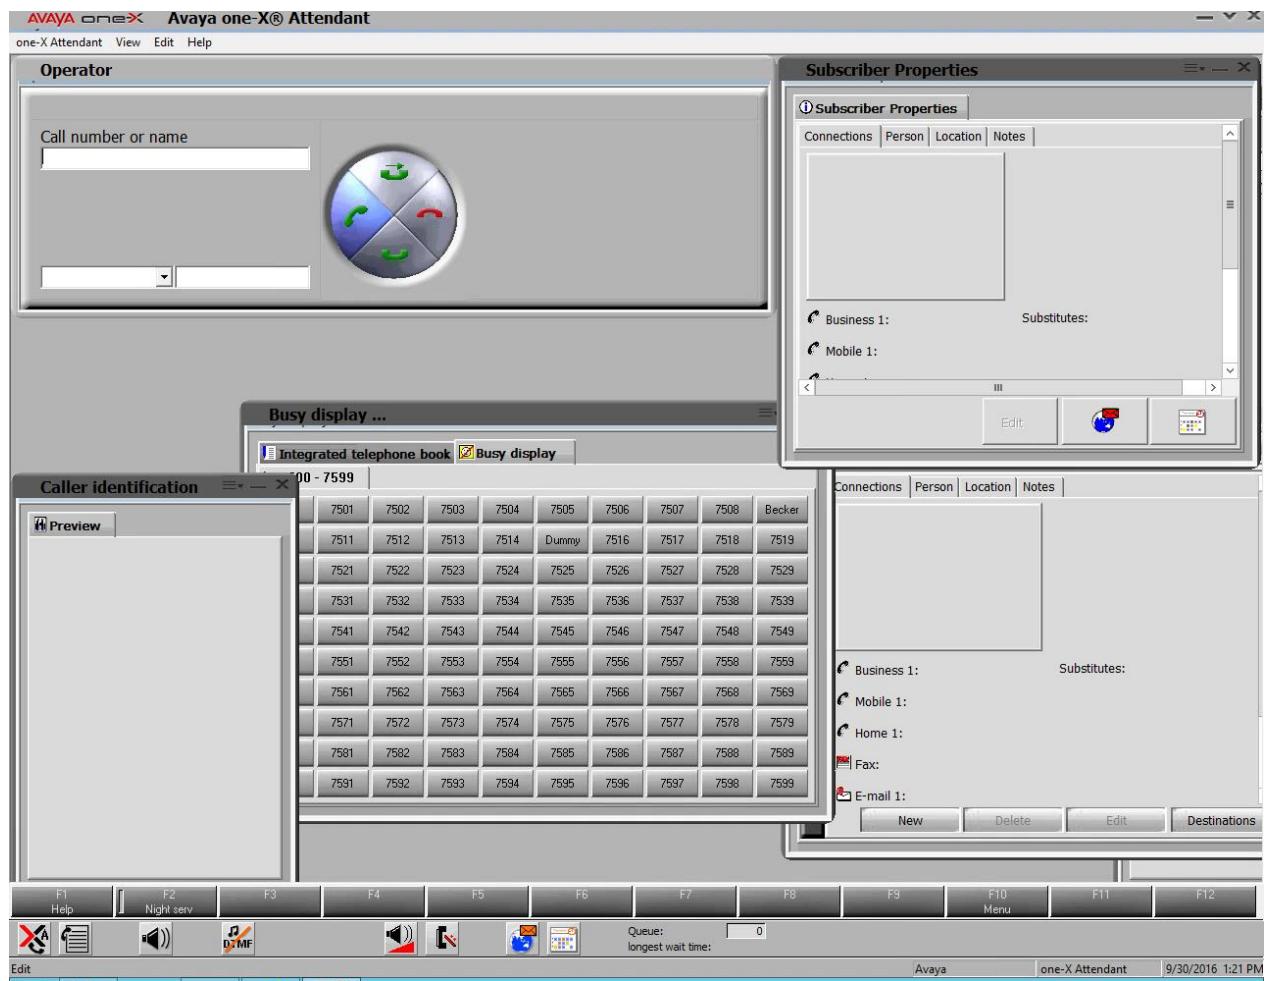 AVAYA one-X Avaya one-X® Attendant
one-X Attendant View Edit Help
Operator
Call number or name
Subscriber Properties
Subscriber Properties
Connections Person Location Notes
Business 1: Substitutes:
Mobile 1:
Edit
Busy display ...
Integrated telephone book Busy display
00 - 7599
7501 7502 7503 7504 7505 7506 7507 7508 Becker
7511 7512 7513 7514 Dummy 7516 7517 7518 7519
7521 7522 7523 7524 7525 7526 7527 7528 7529
7531 7532 7533 7534 7535 7536 7537 7538 7539
7541 7542 7543 7544 7545 7546 7547 7548 7549
7551 7552 7553 7554 7555 7556 7557 7558 7559
7561 7562 7563 7564 7565 7566 7567 7568 7569
7571 7572 7573 7574 7575 7576 7577 7578 7579
7581 7582 7583 7584 7585 7586 7587 7588 7589
7591 7592 7593 7594 7595 7596 7597 7598 7599
Caller identification
Preview
Connections Person Location Notes
Business 1: Substitutes:
Mobile 1:
Home 1:
Fax:
E-mail 1:
New Delete Edit Destinations
F1 F2 F3 F4 F5 F6 F7 F8 F9 F10 F11 F12
Help Night serv Menu
DTMF
Queue: 0
longest wait time:
Edit Avaya one-X Attendant 9/30/2016 1:21 PM